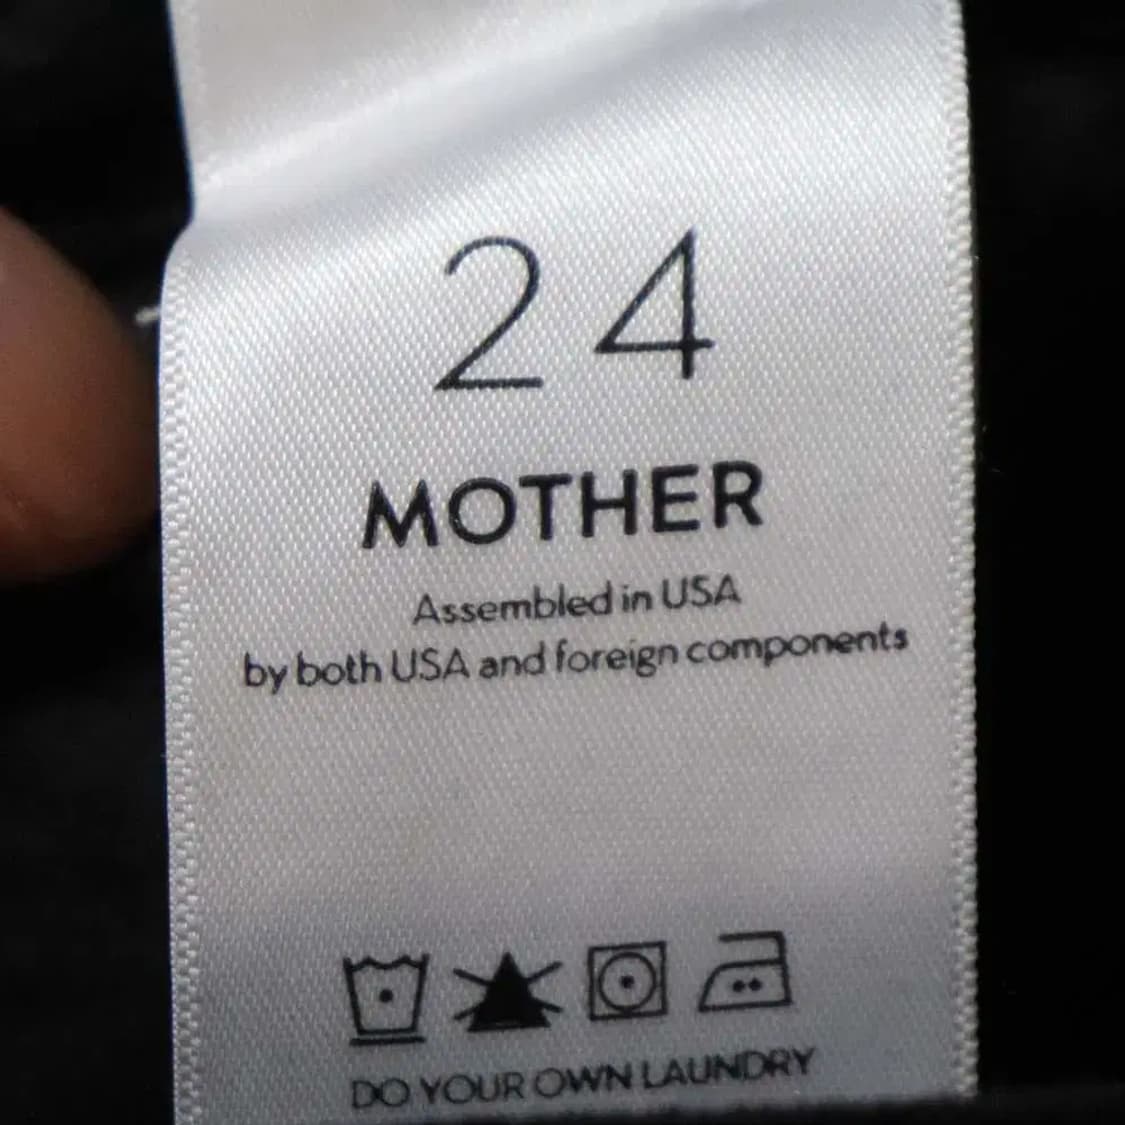 24
MOTHER
Assembled in USA
by both USA and foreign components
DO YOUR OWN LAUNDRY